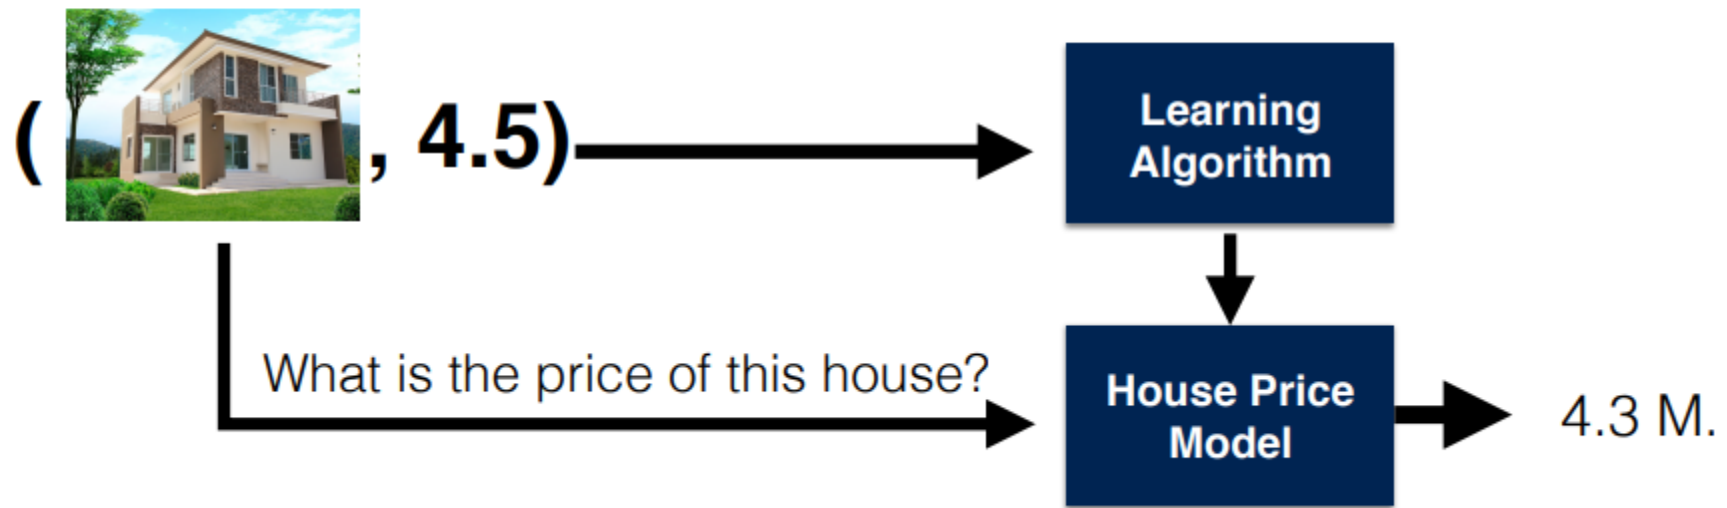 ( , 4.5)
Learning
Algorithm
What is the price of this house?
House Price
Model
4.3 M.